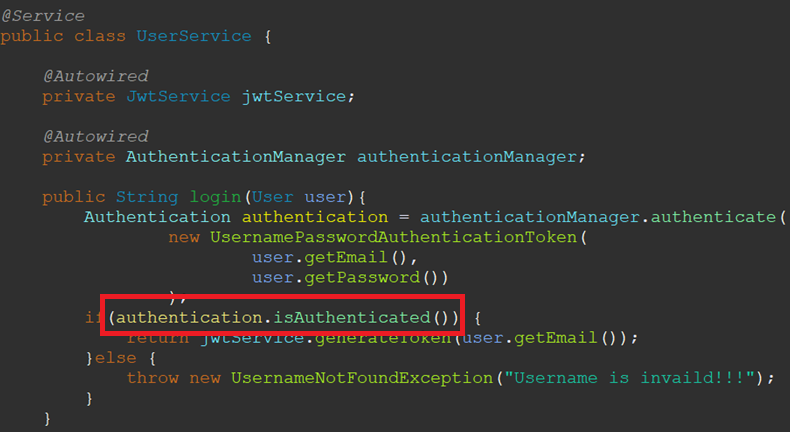 @Service
public class UserService {
@Autowired
private JwtService jwtService;
@Autowired
private AuthenticationManager authenticationManager;
public String login(User user){
Authentication authentication = authenticationManager.authenticate(
new UsernamePasswordAuthenticationToken(
user.getEmail(),
user.getPassword())
);
if(authentication.isAuthenticated()) {
return jwtService.generateToken(user.getEmail());
}else {
throw new UsernameNotFoundException("Username is invaild!!!");
}
}